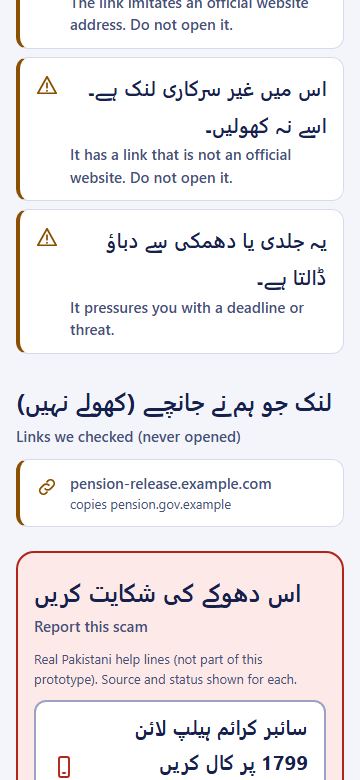 The link imitates an official website
address. Do not open it.
اس میں غیر سرکاری لنک ہے۔
اسے نہ کھولیں۔
It has a link that is not an official
website. Do not open it.
یہ جلدی یا دھمکی سے دباؤ
ڈالتا ہے۔
It pressures you with a deadline or
threat.
لنک جو ہم نے جانچے (کھولے نہیں)
Links we checked (never opened)
pension-release.example.com
copies pension.gov.example
اس دھوکے کی شکایت کریں
Report this scam
Real Pakistani help lines (not part of this
prototype). Source and status shown for each.
سائبر کرائم ہیلپ لائن
1799 پر کال کریں